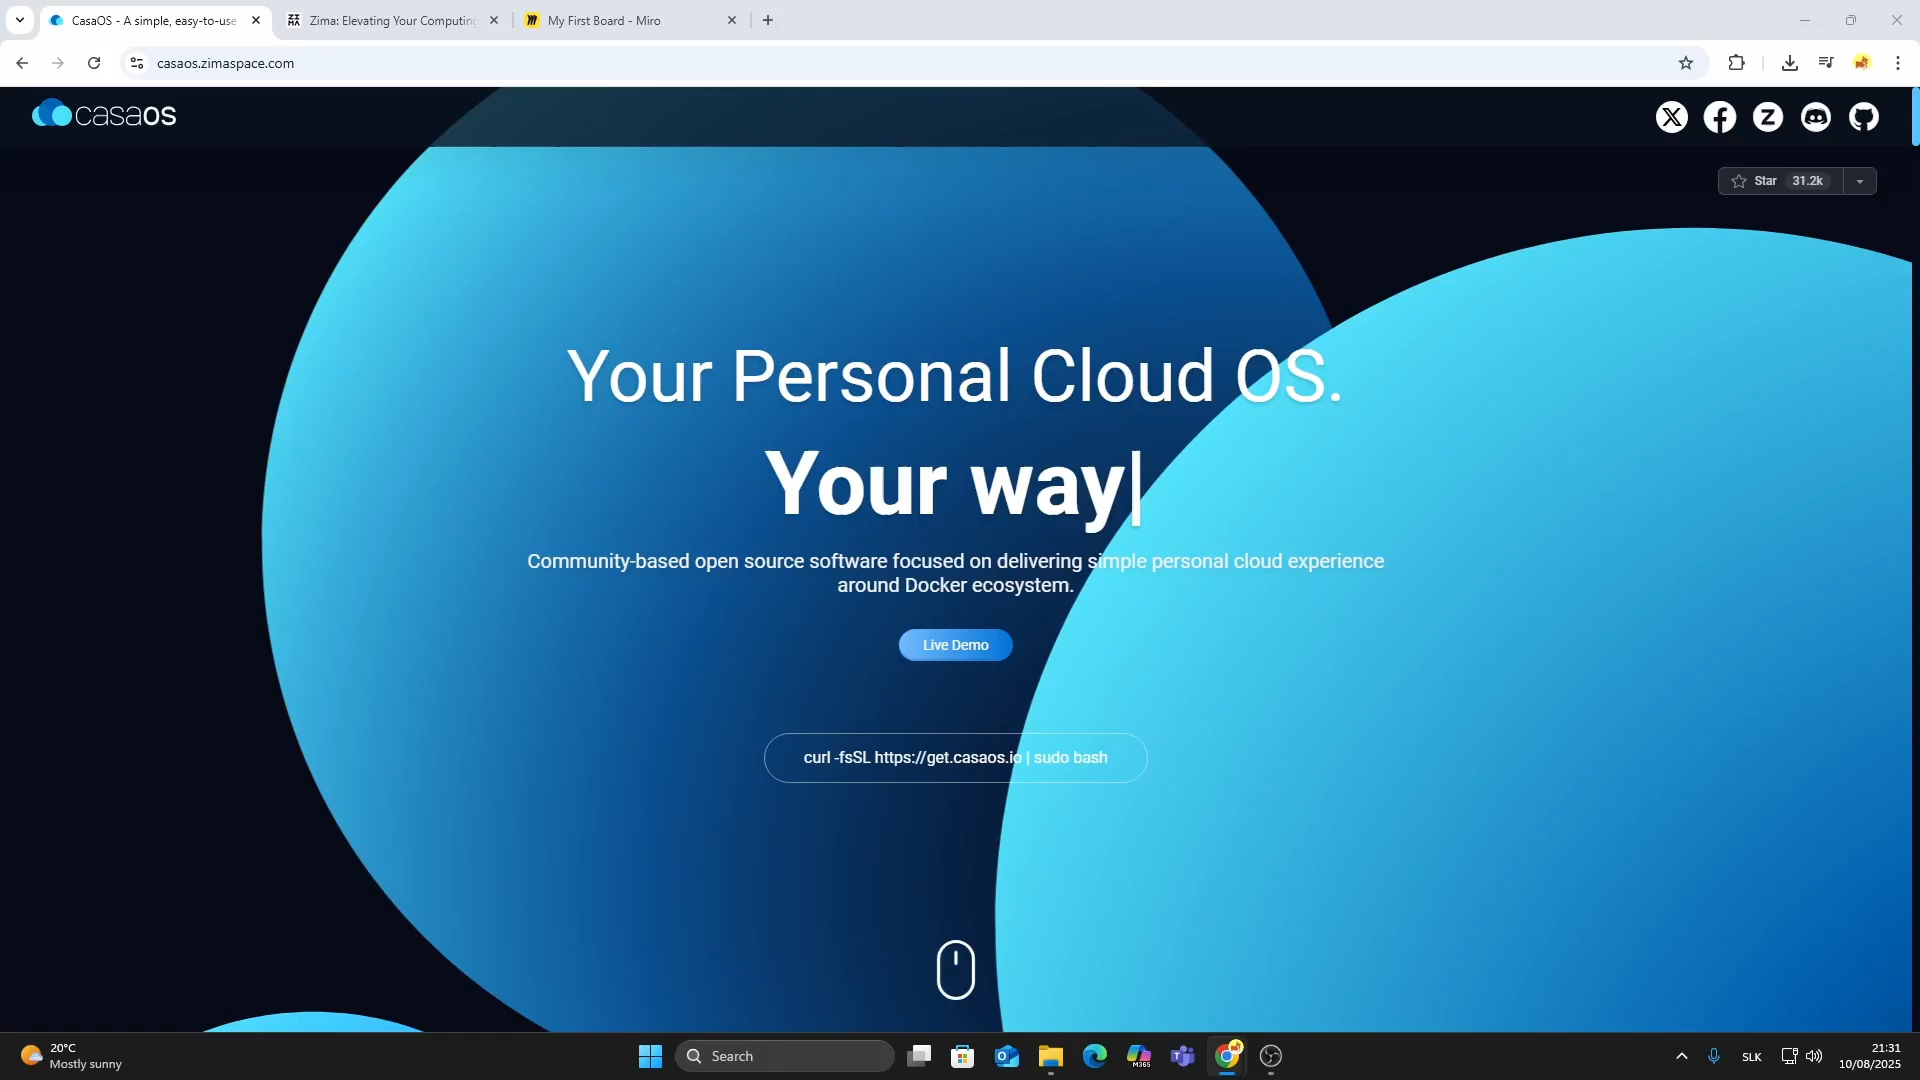 CasaOS - A simple, easy-to-use
Zima: Elevating Your Computing
My First Board - Miro
casaos.zimaspace.com
casaOS
Star 31.2k
Your Personal Cloud OS.
Your way
Community-based open source software focused on delivering simple personal cloud experience
around Docker ecosystem.
Live Demo
curl -fsSL https://get.casaos.io | sudo bash
20°C
Mostly sunny
Search
M365
SLK
21:31
10/08/2025